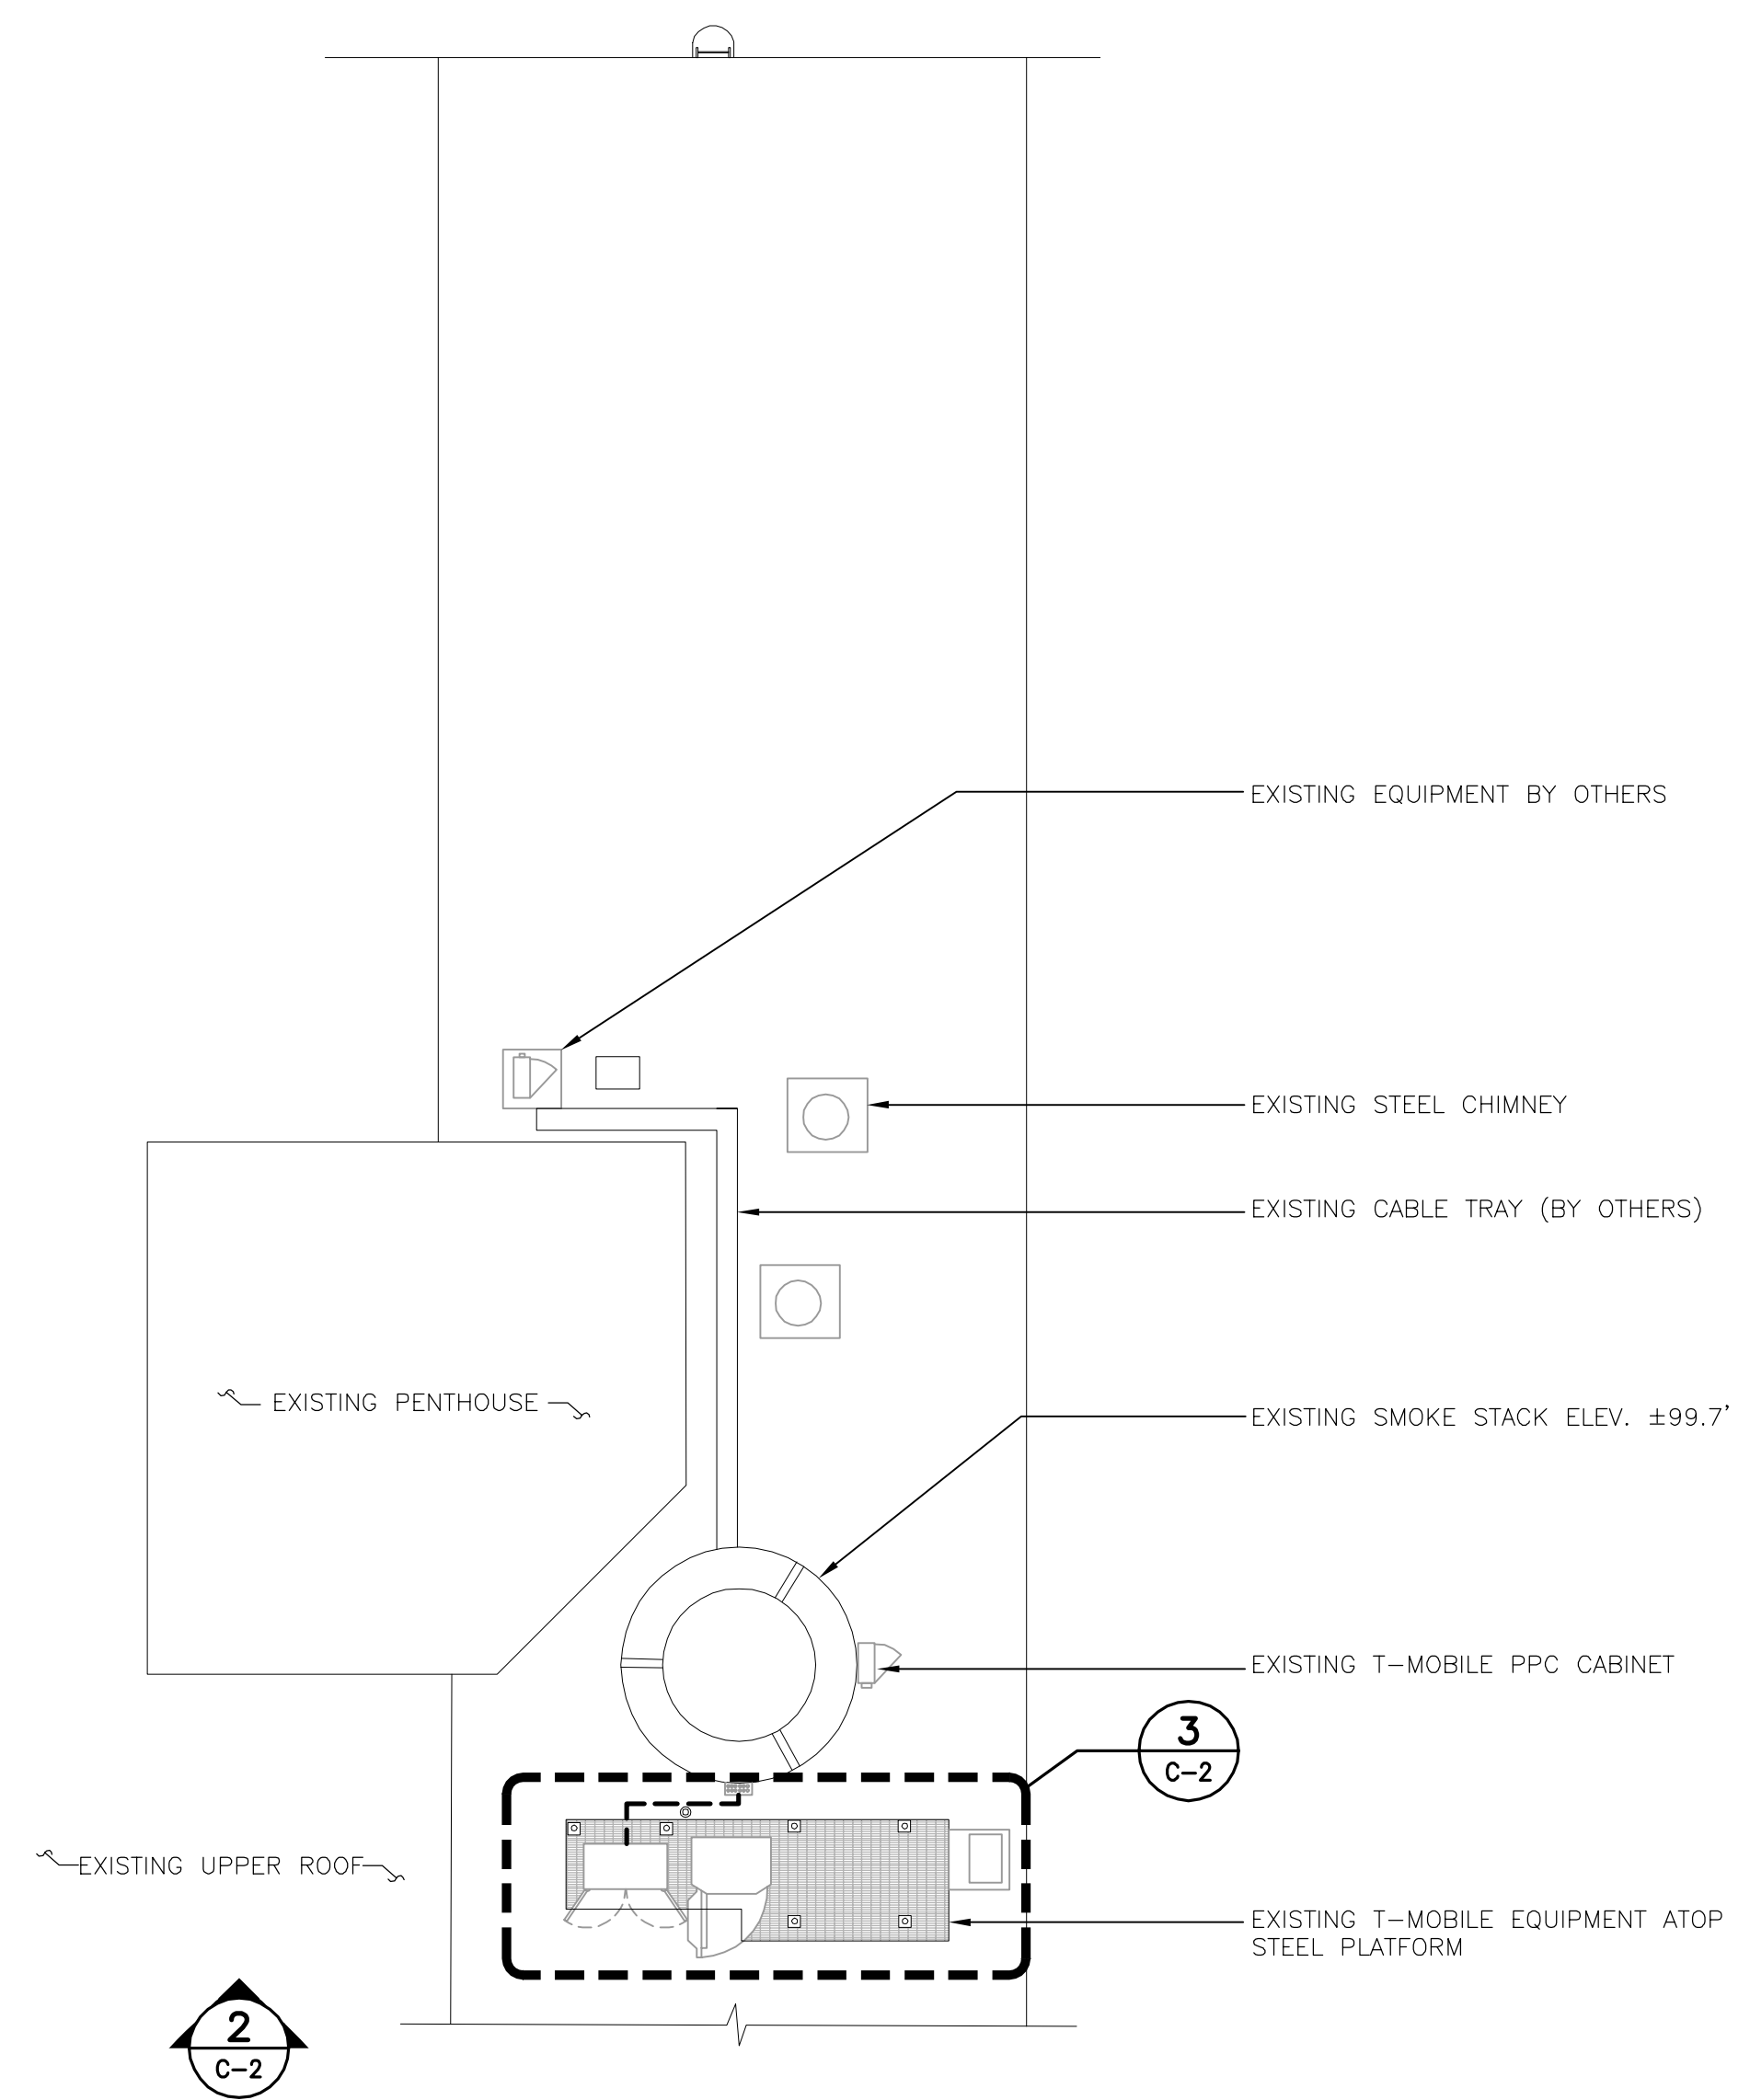 EXISTING EQUIPMENT BY OTHERS
EXISTING STEEL CHIMNEY
EXISTING CABLE TRAY (BY OTHERS)
EXISTING PENTHOUSE
EXISTING SMOKE STACK ELEV. ±99.7'
EXISTING T-MOBILE PPC CABINET
3
C-2
EXISTING UPPER ROOF
EXISTING T-MOBILE EQUIPMENT ATOP
STEEL PLATFORM
2
C-2